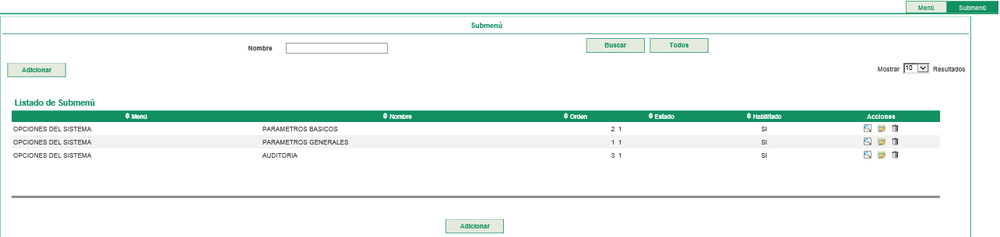 Menú Submenú
Submenú
Nombre Buscar Todos
Adicionar Mostrar 10 Resultados
Listado de Submenú
Menú Nombre Orden Estado Habilitado Acciones
OPCIONES DEL SISTEMA PARAMETROS BASICOS 2 1 SI
OPCIONES DEL SISTEMA PARAMETROS GENERALES 1 1 SI
OPCIONES DEL SISTEMA AUDITORIA 3 1 SI
Adicionar